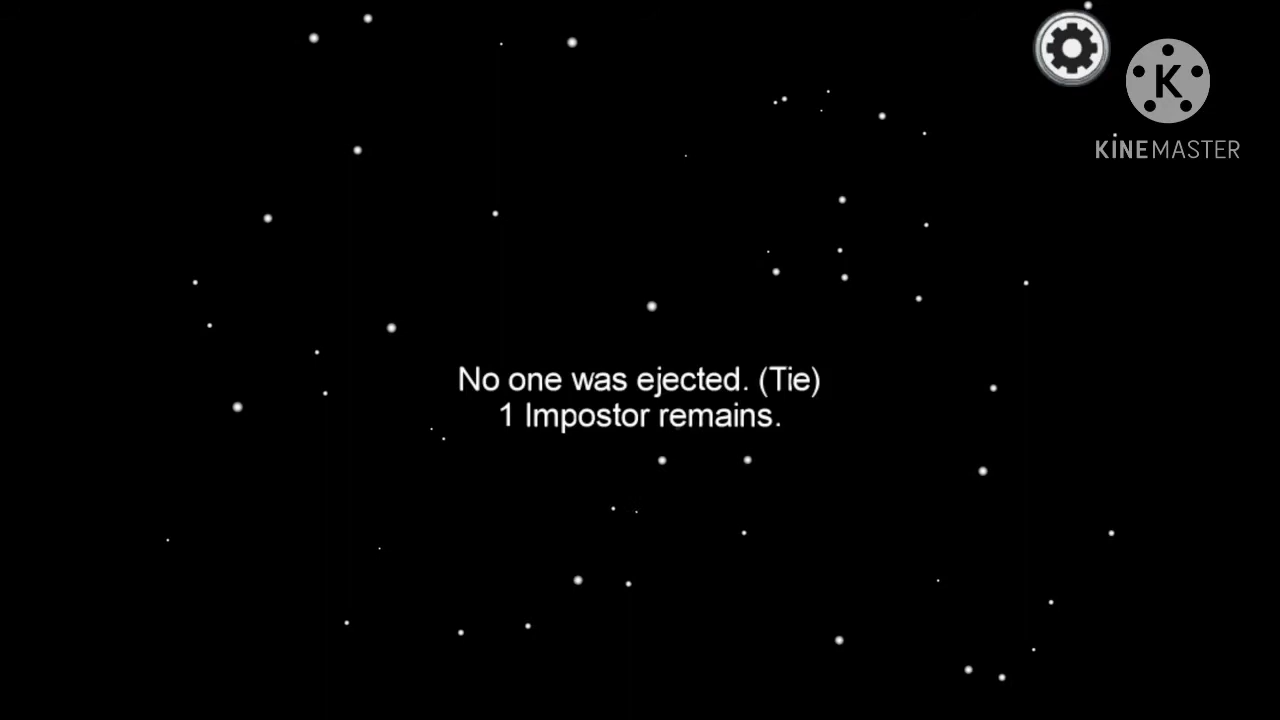 K
KINEMASTER
No one was ejected. (Tie)
1 Impostor remains.